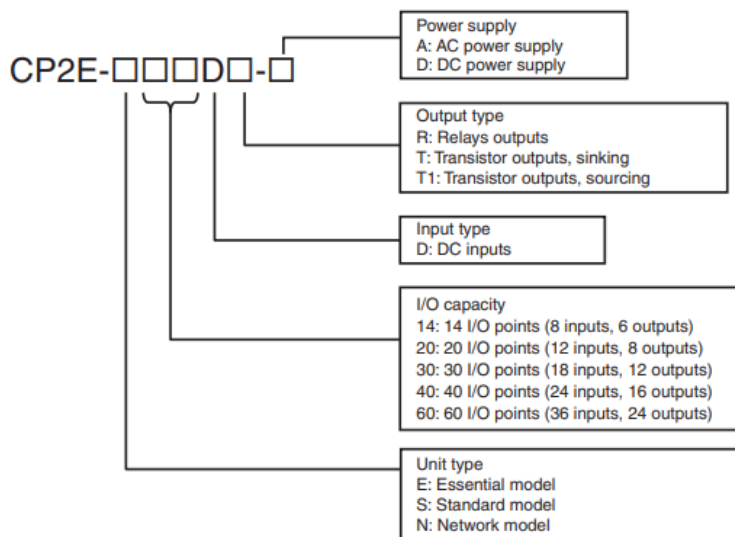 Power supply
A: AC power supply
D: DC power supply
CP2E-□□□D□-□
Output type
R: Relays outputs
T: Transistor outputs, sinking
T1: Transistor outputs, sourcing
Input type
D: DC inputs
I/O capacity
14: 14 I/O points (8 inputs, 6 outputs)
20: 20 I/O points (12 inputs, 8 outputs)
30: 30 I/O points (18 inputs, 12 outputs)
40: 40 I/O points (24 inputs, 16 outputs)
60: 60 I/O points (36 inputs, 24 outputs)
Unit type
E: Essential model
S: Standard model
N: Network model